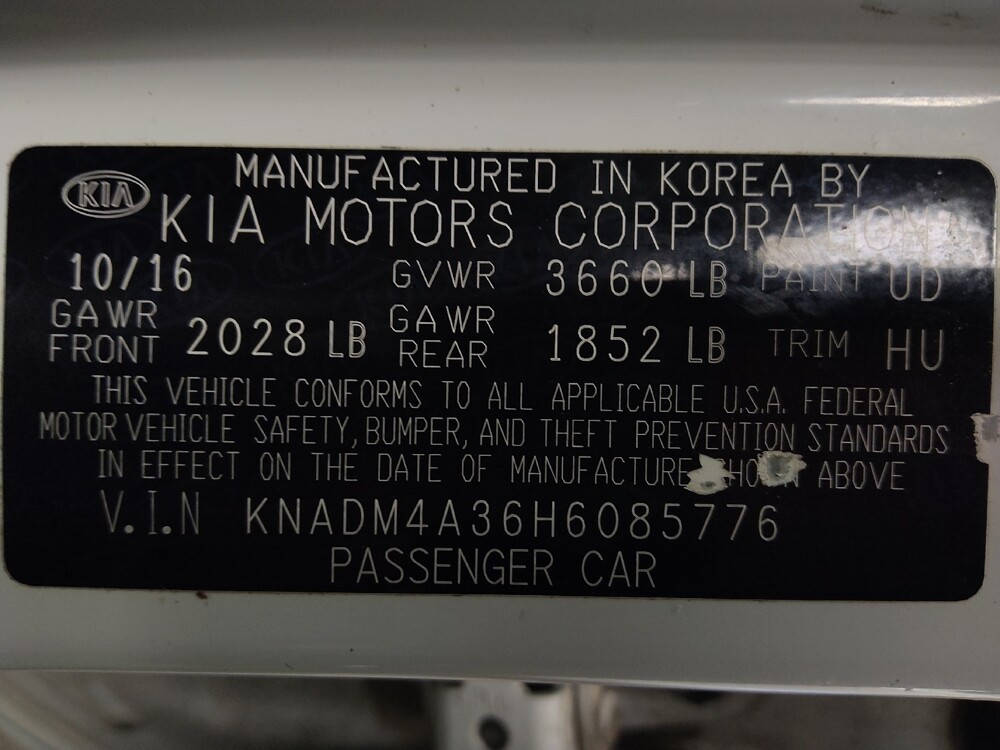 KIA MANUFACTURED IN KOREA BY
KIA MOTORS CORPORATION
10/16 GVWR 3660 LB PAINT UD
GAWR FRONT 2028 LB GAWR REAR 1852 LB TRIM HU
THIS VEHICLE CONFORMS TO ALL APPLICABLE U.S.A. FEDERAL
MOTOR VEHICLE SAFETY, BUMPER, AND THEFT PREVENTION STANDARDS
IN EFFECT ON THE DATE OF MANUFACTURE SHOWN ABOVE
V.I.N KNADM4A36H6085776
PASSENGER CAR